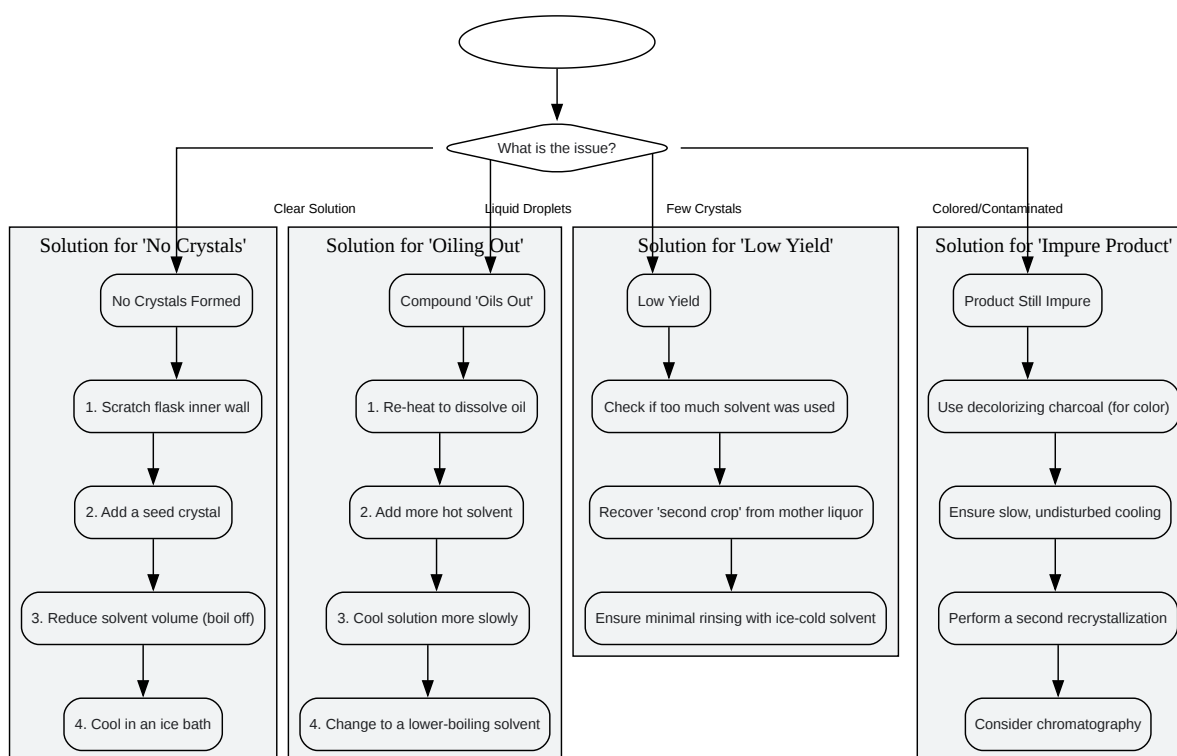 What is the issue?
Clear Solution
Liquid Droplets
Few Crystals
Colored/Contaminated
Solution for 'No Crystals'
No Crystals Formed
1. Scratch flask inner wall
2. Add a seed crystal
3. Reduce solvent volume (boil off)
4. Cool in an ice bath
Solution for 'Oiling Out'
Compound 'Oils Out'
1. Re-heat to dissolve oil
2. Add more hot solvent
3. Cool solution more slowly
4. Change to a lower-boiling solvent
Solution for 'Low Yield'
Low Yield
Check if too much solvent was used
Recover 'second crop' from mother liquor
Ensure minimal rinsing with ice-cold solvent
Solution for 'Impure Product'
Product Still Impure
Use decolorizing charcoal (for color)
Ensure slow, undisturbed cooling
Perform a second recrystallization
Consider chromatography